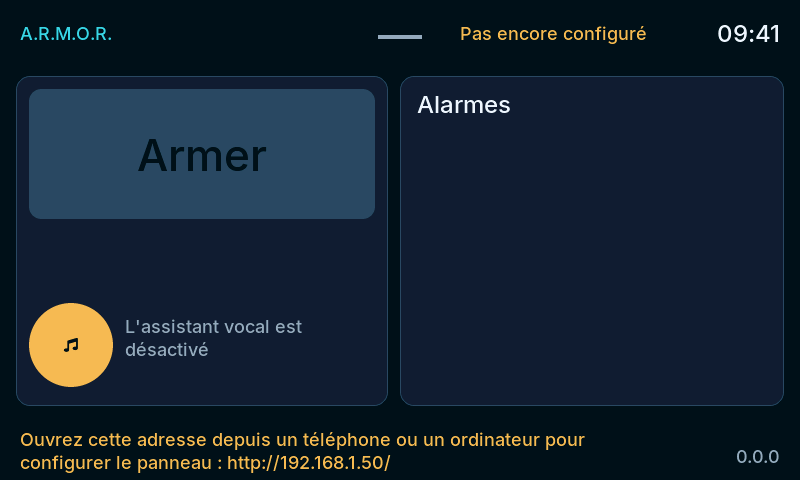 A.R.M.O.R.
Pas encore configuré
09:41
Armer
Alarmes
L'assistant vocal est
désactivé
Ouvrez cette adresse depuis un téléphone ou un ordinateur pour
configurer le panneau : http://192.168.1.50/
0.0.0